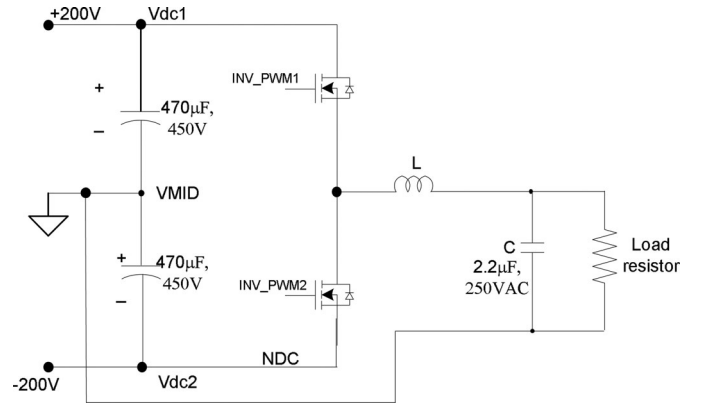 +200V
Vdc1
INV_PWM1
+
470µF,
450V
–
L
VMID
+
470µF,
450V
–
INV_PWM2
C
2.2µF,
250VAC
Load
resistor
NDC
-200V
Vdc2